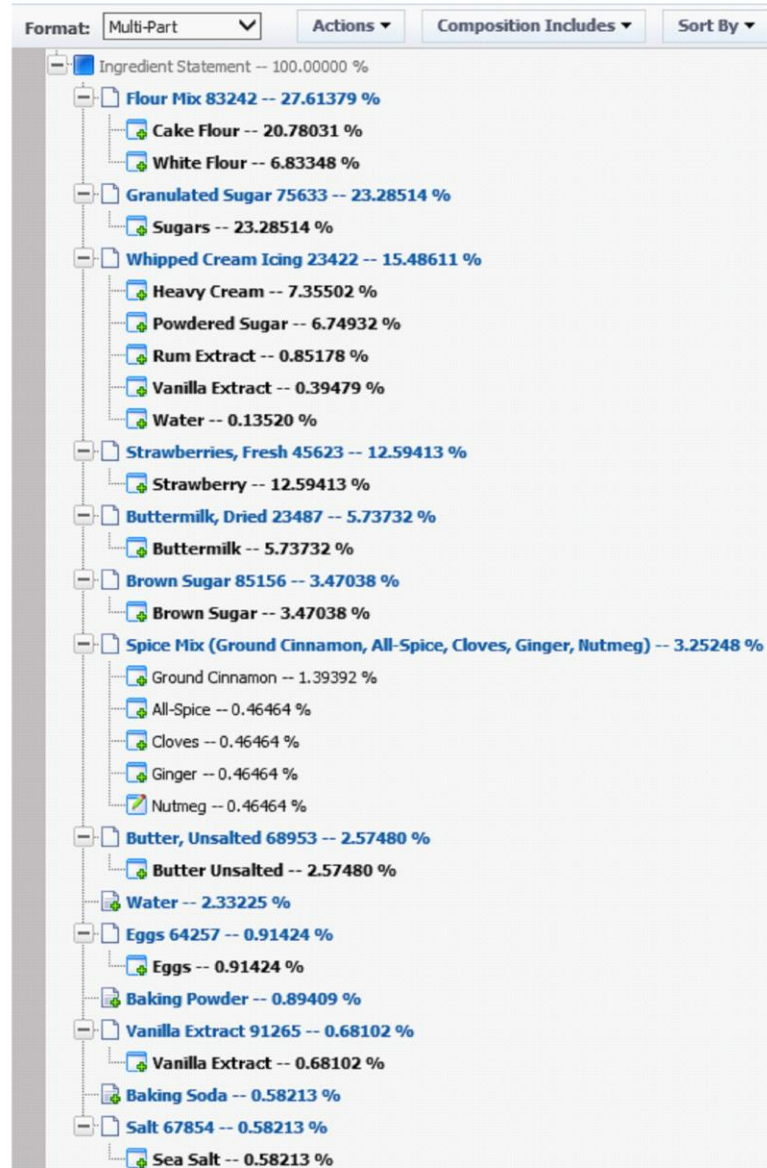 Format: Multi-Part Actions Composition Includes Sort By
Ingredient Statement -- 100.00000 %
Flour Mix 83242 -- 27.61379 %
Cake Flour -- 20.78031 %
White Flour -- 6.83348 %
Granulated Sugar 75633 -- 23.28514 %
Sugars -- 23.28514 %
Whipped Cream Icing 23422 -- 15.48611 %
Heavy Cream -- 7.35502 %
Powdered Sugar -- 6.74932 %
Rum Extract -- 0.85178 %
Vanilla Extract -- 0.39479 %
Water -- 0.13520 %
Strawberries, Fresh 45623 -- 12.59413 %
Strawberry -- 12.59413 %
Buttermilk, Dried 23487 -- 5.73732 %
Buttermilk -- 5.73732 %
Brown Sugar 85156 -- 3.47038 %
Brown Sugar -- 3.47038 %
Spice Mix (Ground Cinnamon, All-Spice, Cloves, Ginger, Nutmeg) -- 3.25248 %
Ground Cinnamon -- 1.39392 %
All-Spice -- 0.46464 %
Cloves -- 0.46464 %
Ginger -- 0.46464 %
Nutmeg -- 0.46464 %
Butter, Unsalted 68953 -- 2.57480 %
Butter Unsalted -- 2.57480 %
Water -- 2.33225 %
Eggs 64257 -- 0.91424 %
Eggs -- 0.91424 %
Baking Powder -- 0.89409 %
Vanilla Extract 91265 -- 0.68102 %
Vanilla Extract -- 0.68102 %
Baking Soda -- 0.58213 %
Salt 67854 -- 0.58213 %
Sea Salt -- 0.58213 %